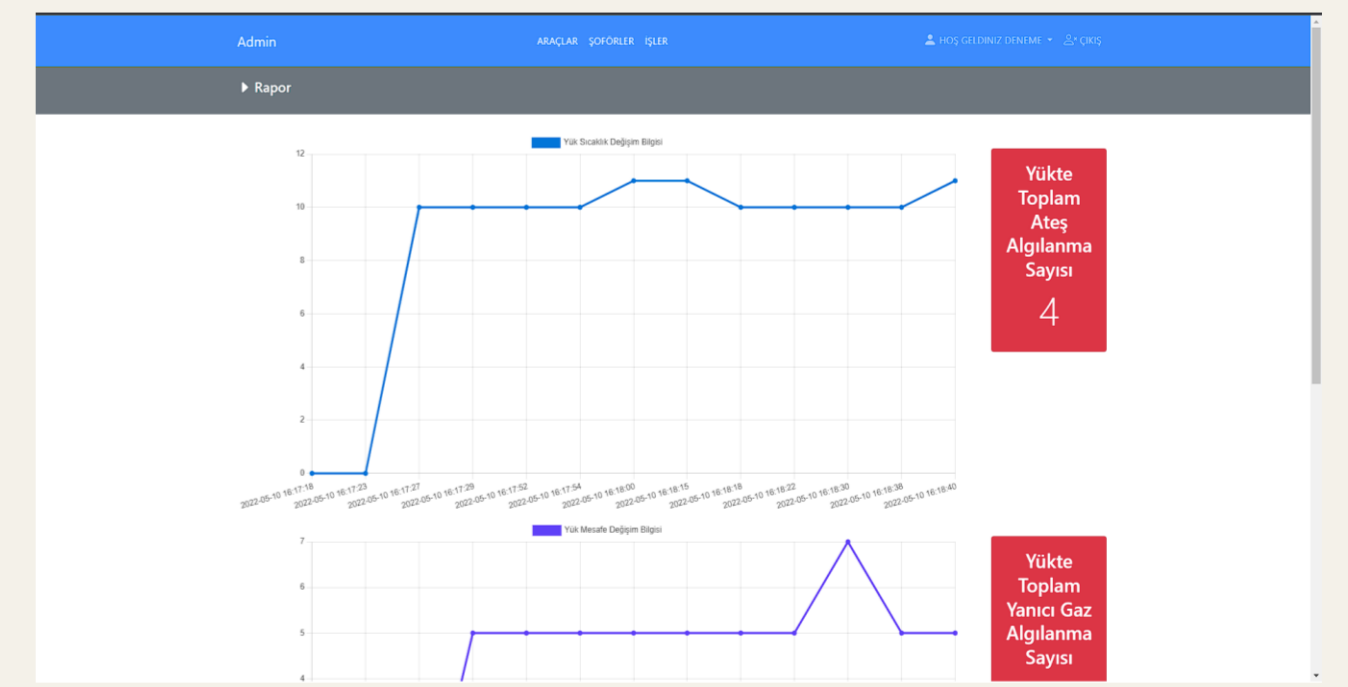 Admin
ARAÇLAR ŞOFÖRLER İŞLER
HOŞ GELDİNİZ DENEME
ÇIKIŞ
Rapor
Yük Sıcaklık Değişim Bilgisi
12
10
8
6
4
2
0
2022-05-10 16:17:18
2022-05-10 16:17:23
2022-05-10 16:17:27
2022-05-10 16:17:29
2022-05-10 16:17:52
2022-05-10 16:17:54
2022-05-10 16:18:00
2022-05-10 16:18:15
2022-05-10 16:18:18
2022-05-10 16:18:22
2022-05-10 16:18:30
2022-05-10 16:18:38
2022-05-10 16:18:40
Yükte
Toplam
Ateş
Algılanma
Sayısı
4
Yük Mesafe Değişim Bilgisi
7
6
5
4
Yükte
Toplam
Yanıcı Gaz
Algılanma
Sayısı